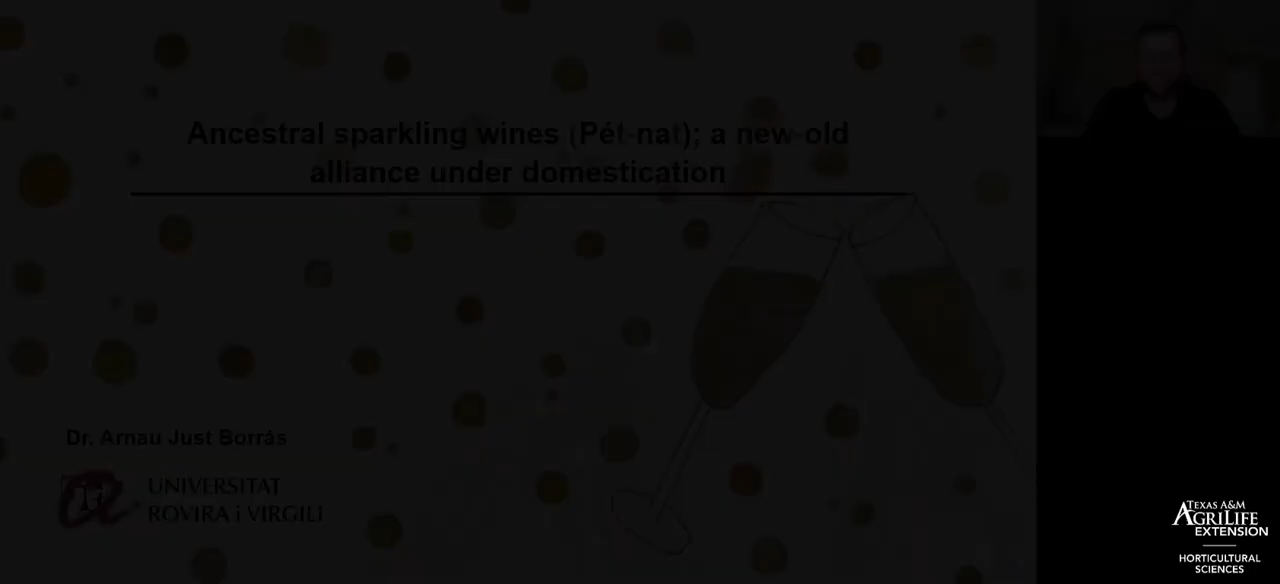 Ancestral sparkling wines (Pét-nat); a new-old
alliance under domestication
Dr. Arnau Just Borràs
UNIVERSITAT
ROVIRA i VIRGILI
TEXAS A&M
AGRILIFE
EXTENSION
HORTICULTURAL
SCIENCES